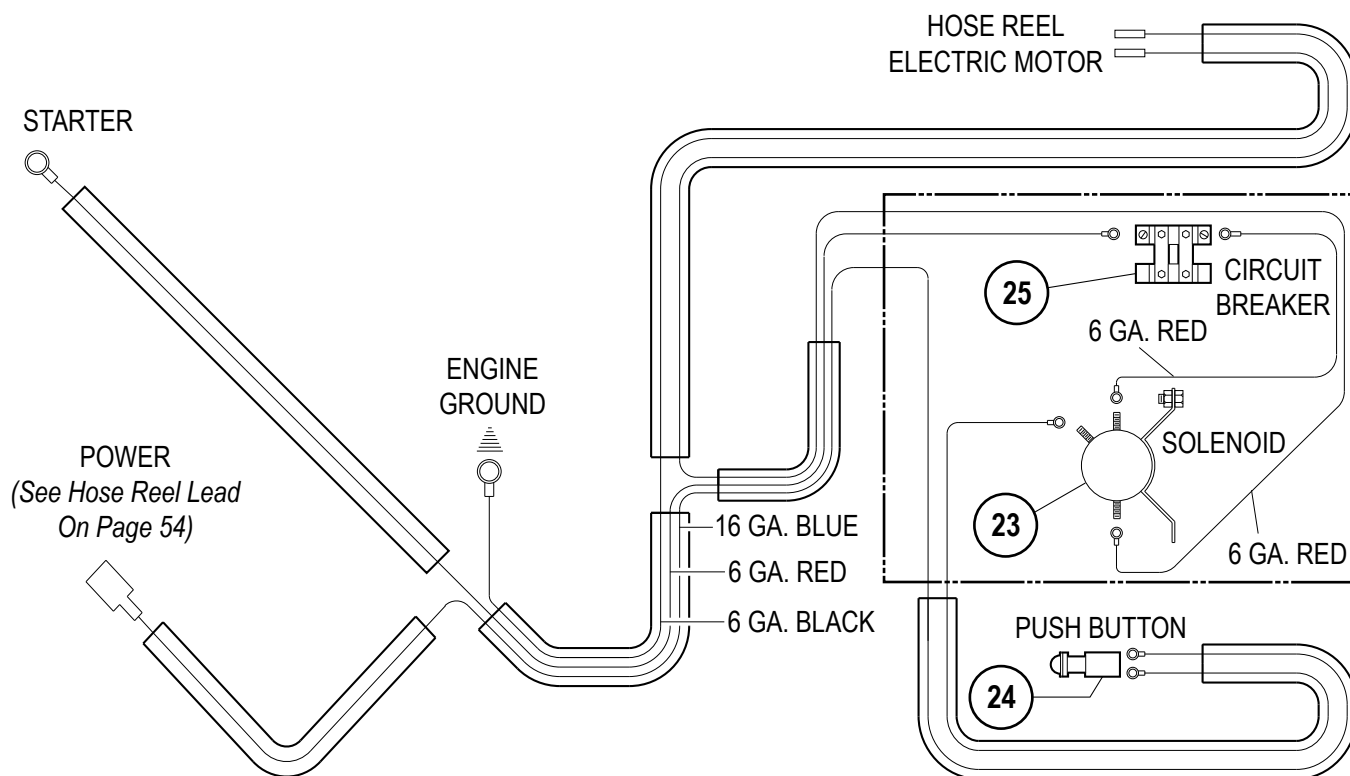 HOSE REEL
ELECTRIC MOTOR
STARTER
25
CIRCUIT
BREAKER
6 GA. RED
ENGINE
GROUND
SOLENOID
POWER
(See Hose Reel Lead
On Page 54)
23
16 GA. BLUE
6 GA. RED
6 GA. RED
6 GA. BLACK
PUSH BUTTON
24